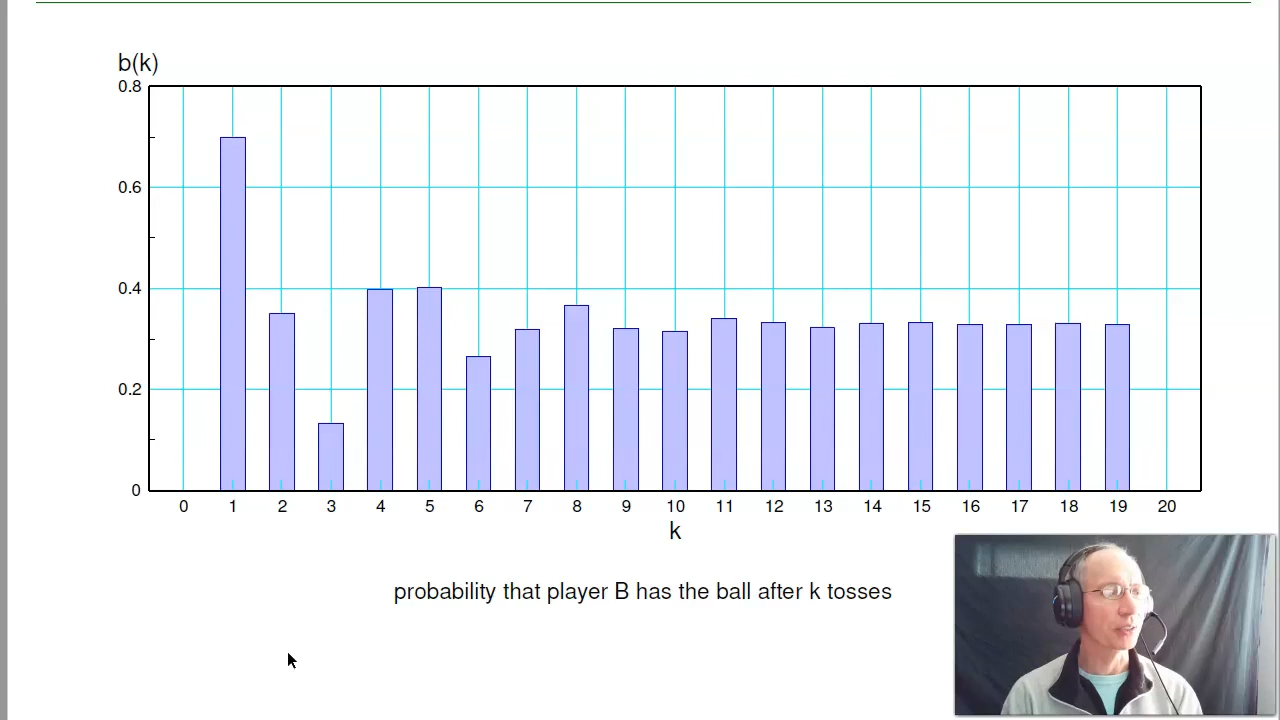 b(k)
0.8
0.6
0.4
0.2
0
0 1 2 3 4 5 6 7 8 9 10 11 12 13 14 15 16 17 18 19 20
k
probability that player B has the ball after k tosses